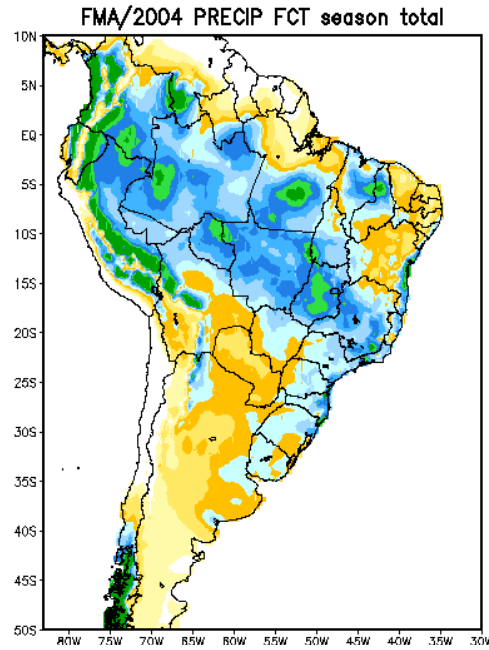 FMA/2004 PRECIP FCT season total
10N
5N
EQ
5S
10S
15S
20S
25S
30S
35S
40S
45S
50S
80W 75W 70W 65W 60W 55W 50W 45W 40W 35W 30W